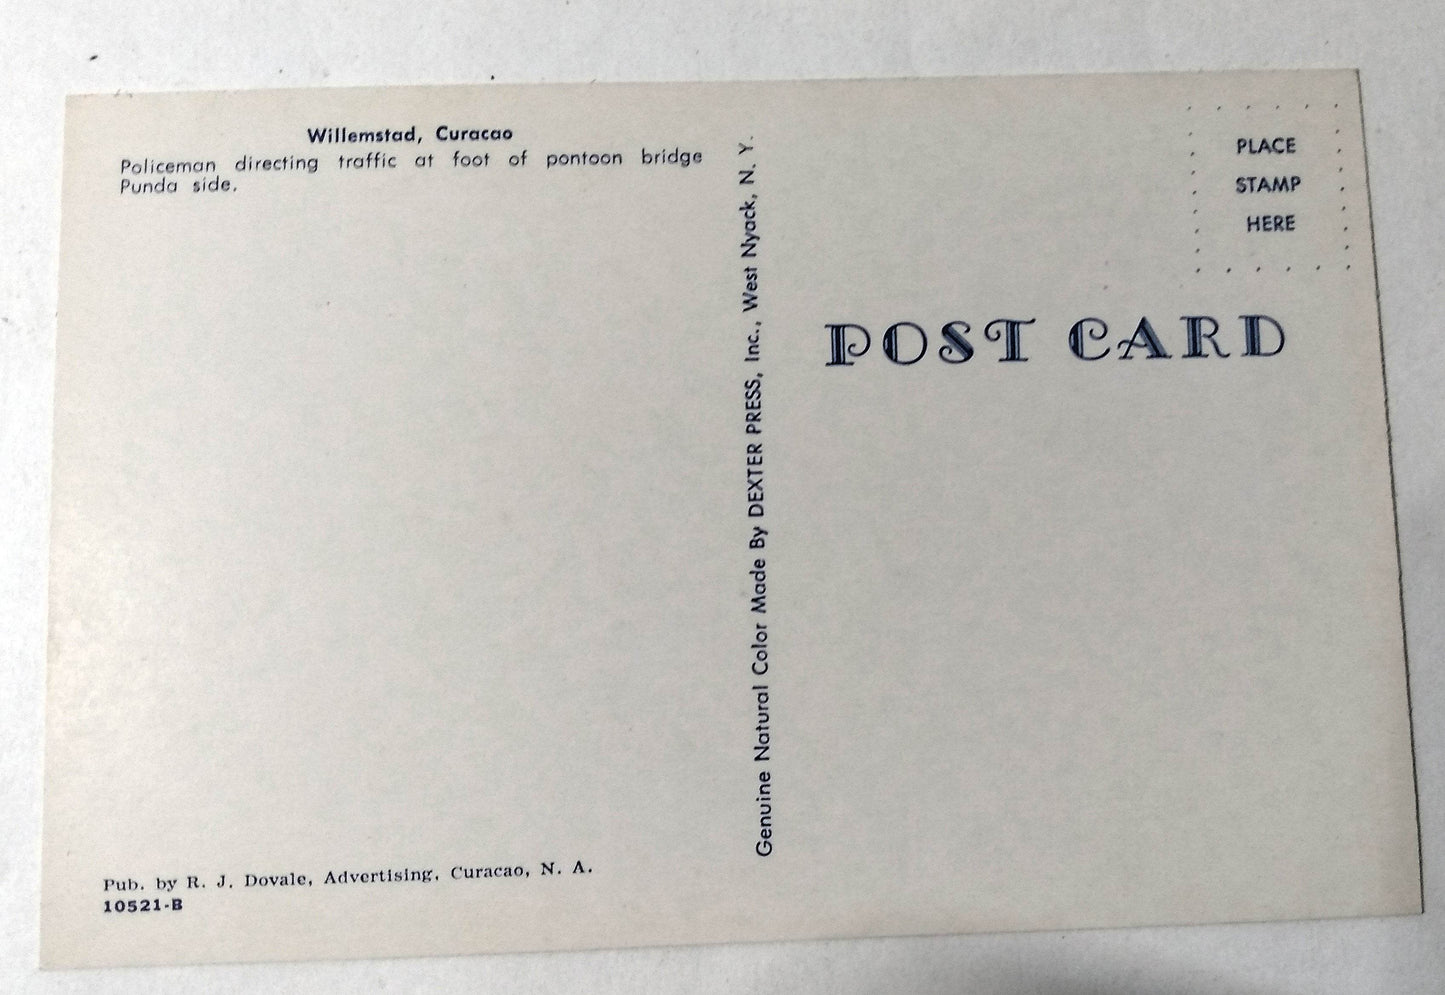 Willemstad, Curacao
Policeman directing traffic at foot of pontoon bridge
Punda side.
Pub. by R. J. Dovale, Advertising, Curacao, N. A.
10521-B
Genuine Natural Color Made By DEXTER PRESS, Inc., West Nyack, N. Y.
PLACE
STAMP
HERE
POST CARD